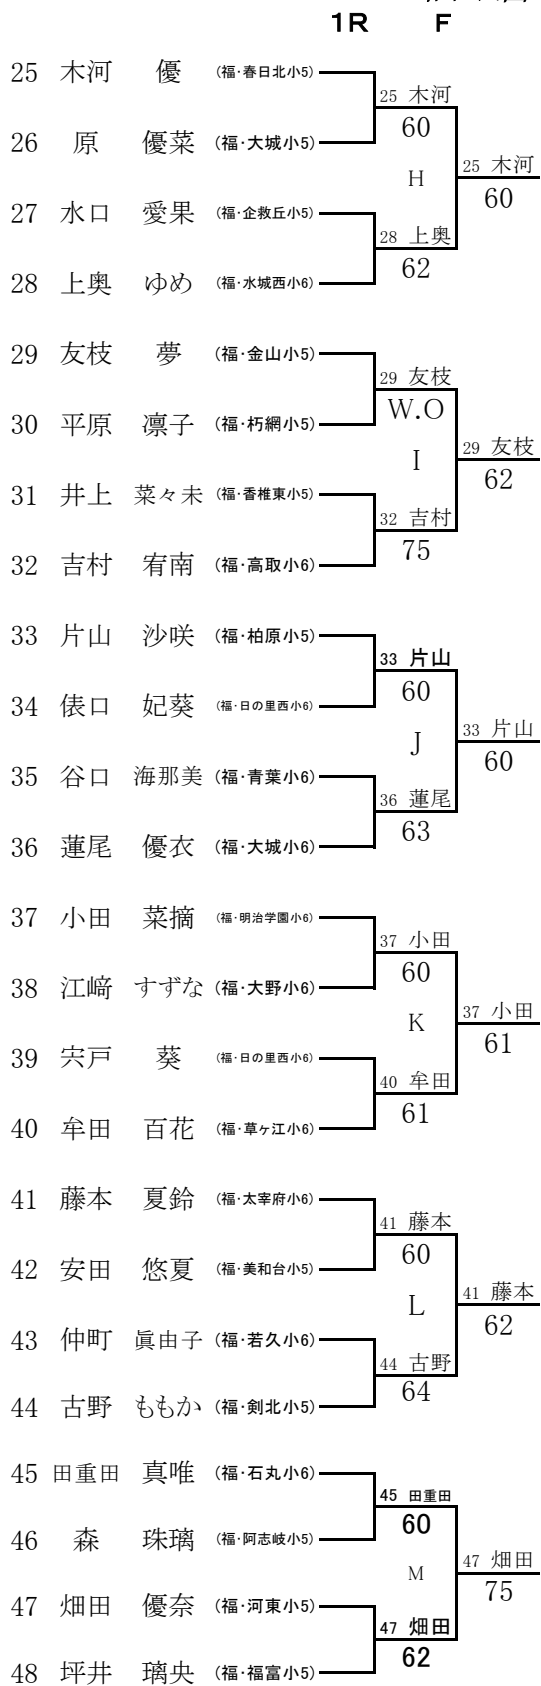 1R F
25 木河 優 (福・春日北小5)
25 木河
60
26 原 優菜 (福・大城小5)
H
25 木河
60
27 水口 愛果 (福・企救丘小5)
28 上奥
62
28 上奥 ゆめ (福・水城西小6)
29 友枝 夢 (福・金山小5)
29 友枝
W.O
30 平原 凛子 (福・朽網小5)
I
29 友枝
62
31 井上 菜々未 (福・香椎東小5)
32 吉村
75
32 吉村 宥南 (福・高取小6)
33 片山 沙咲 (福・柏原小5)
33 片山
60
34 俵口 妃葵 (福・日の里西小6)
J
33 片山
60
35 谷口 海那美 (福・青葉小6)
36 蓮尾
63
36 蓮尾 優衣 (福・大城小6)
37 小田 菜摘 (福・明治学園小6)
37 小田
60
38 江﨑 すずな (福・大野小6)
K
37 小田
61
39 宍戸 葵 (福・日の里西小6)
40 牟田
61
40 牟田 百花 (福・草ヶ江小6)
41 藤本 夏鈴 (福・太宰府小6)
41 藤本
60
42 安田 悠夏 (福・美和台小5)
L
41 藤本
62
43 仲町 眞由子 (福・若久小6)
44 古野
64
44 古野 ももか (福・剣北小5)
45 田重田 真唯 (福・石丸小6)
45 田重田
60
46 森 珠璃 (福・阿志岐小5)
M
47 畑田
75
47 畑田 優奈 (福・河東小5)
47 畑田
62
48 坪井 璃央 (福・福富小5)